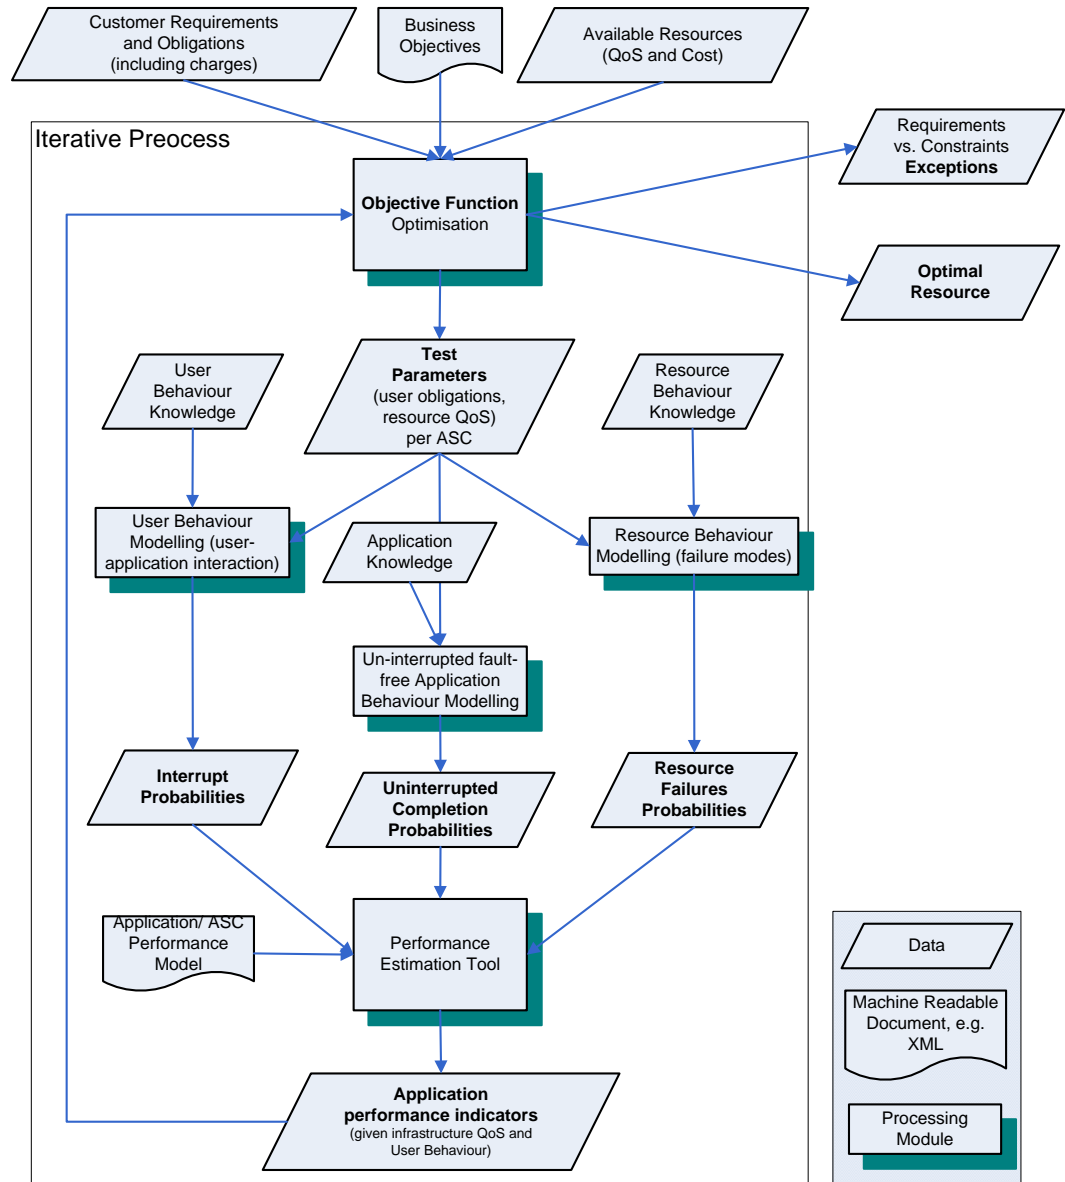 Customer Requirements
and Obligations
(including charges)
Business
Objectives
Available Resources
(QoS and Cost)
Iterative Preocess
Requirements
vs. Constraints
Exceptions
Objective Function
Optimisation
Optimal
Resource
Test
Parameters
(user obligations,
resource QoS)
per ASC
User
Behaviour
Knowledge
Resource
Behaviour
Knowledge
User Behaviour
Modelling (user-
application interaction)
Application
Knowledge
Resource Behaviour
Modelling (failure modes)
Un-interrupted fault-
free Application
Behaviour Modelling
Interrupt
Probabilities
Uninterrupted
Completion
Probabilities
Resource
Failures
Probabilities
Application/ ASC
Performance
Model
Performance
Estimation Tool
Application
performance indicators
(given infrastructure QoS and
User Behaviour)
Data
Machine Readable
Document, e.g.
XML
Processing
Module